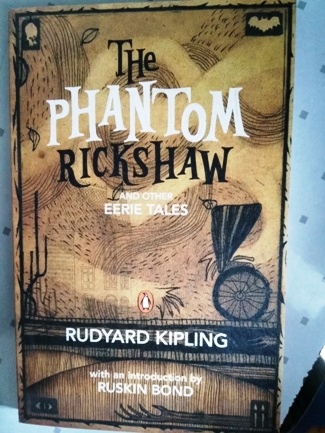 THE
PHANTOM
RICKSHAW
AND OTHER
EERIE TALES
RUDYARD KIPLING
with an introduction by
RUSKIN BOND